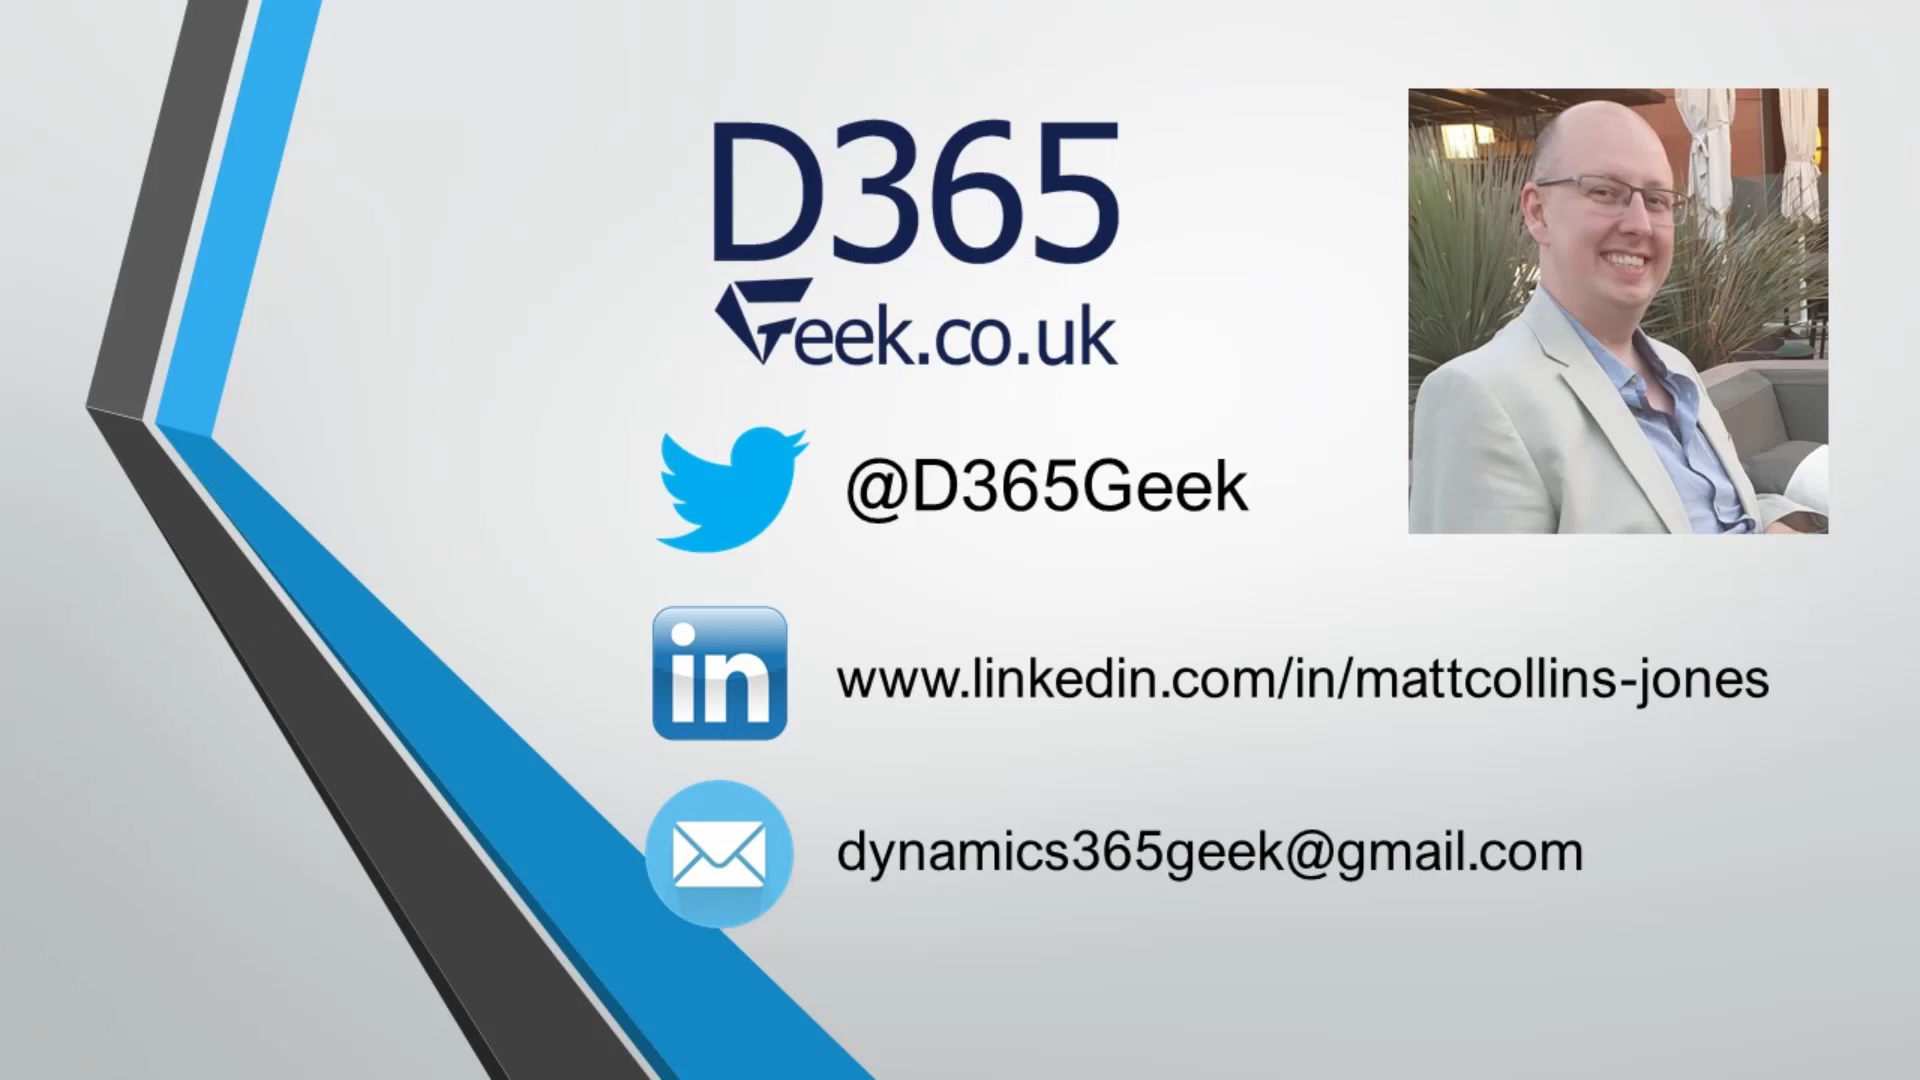 D365
Geek.co.uk
@D365Geek
in
www.linkedin.com/in/mattcollins-jones
dynamics365geek@gmail.com